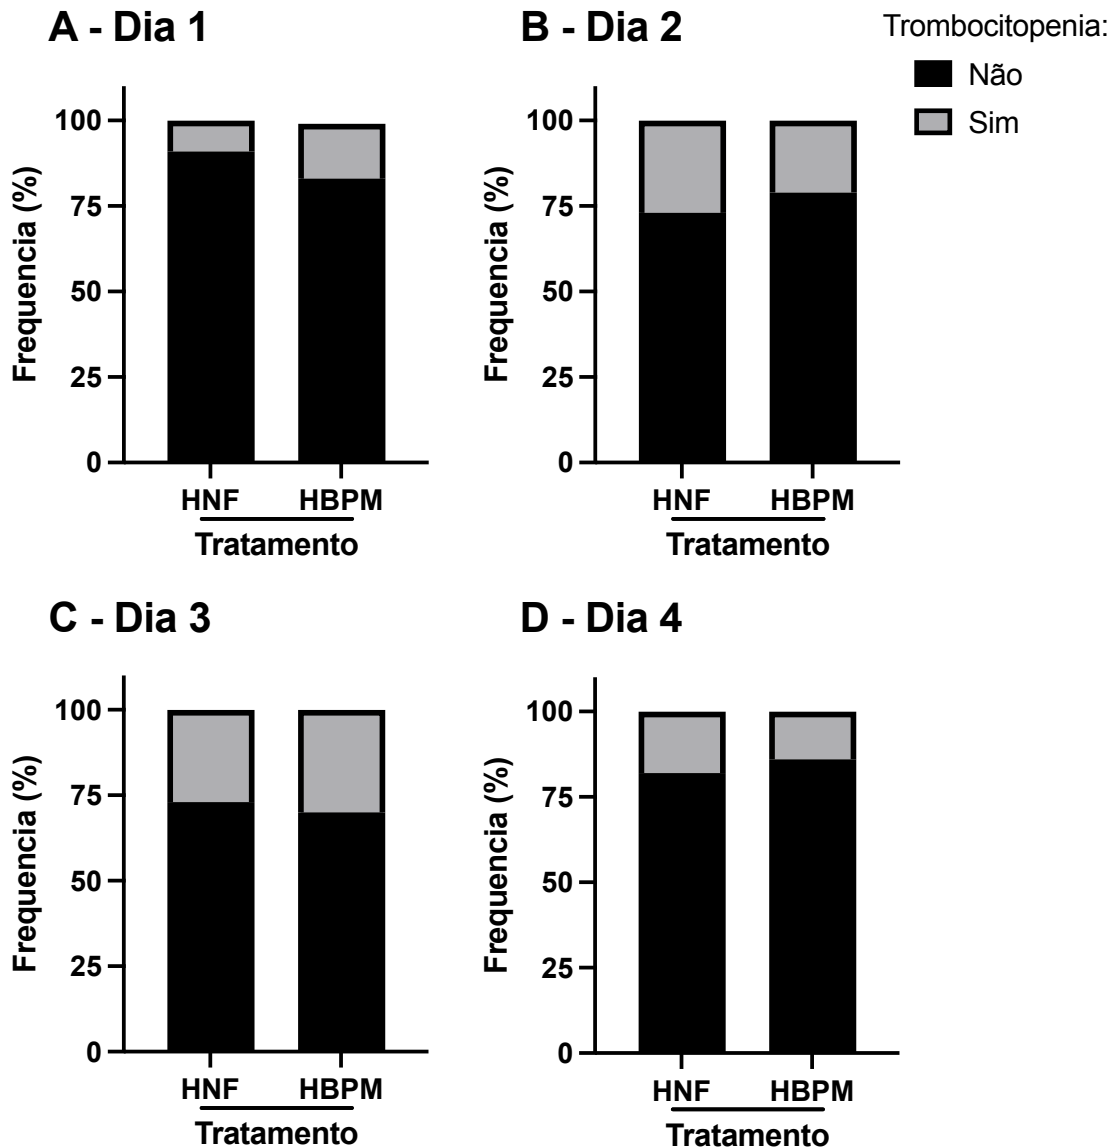 A - Dia 1
Frequencia (%)
100
75
50
25
0
HNF HBPM
Tratamento
B - Dia 2
Frequencia (%)
100
75
50
25
0
HNF HBPM
Tratamento
Trombocitopenia:
Não
Sim
C - Dia 3
Frequencia (%)
100
75
50
25
0
HNF HBPM
Tratamento
D - Dia 4
Frequencia (%)
100
75
50
25
0
HNF HBPM
Tratamento